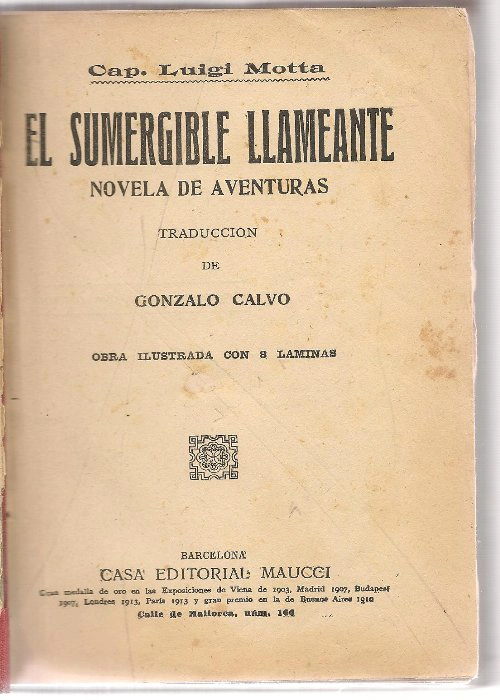 Cap. Luigi Motta
EL SUMERGIBLE LLAMEANTE
NOVELA DE AVENTURAS
TRADUCCION
DE
GONZALO CALVO
OBRA ILUSTRADA CON 8 LAMINAS
BARCELONA
CASA EDITORIAL MAUCCI
Gran medalla de oro en las Exposiciones de Viena de 1903, Madrid 1907, Budapest
1907, Londres 1913, París 1913 y gran premio en la de Buenos Aires 1910
Calle de Mallorca, núm. 166